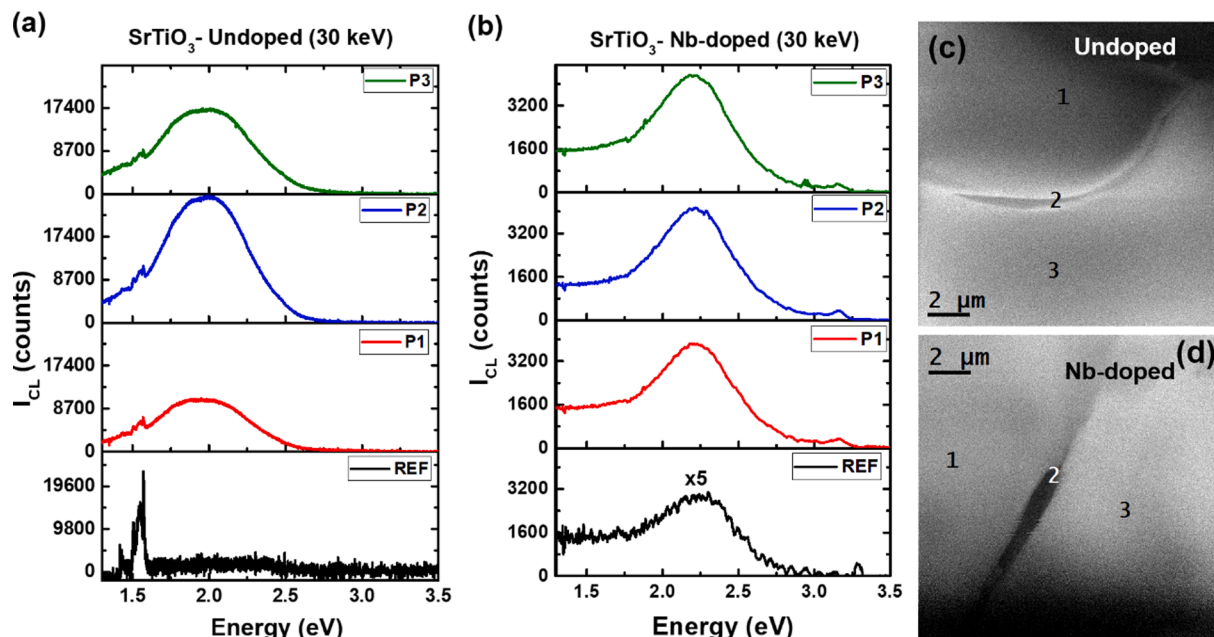 (a)
SrTiO₃- Undoped (30 keV)
P3
17400
8700
0
P2
17400
8700
0
P1
17400
8700
0
REF
19600
9800
0
1.5 2.0 2.5 3.0 3.5
Energy (eV)
I_CL (counts)
(b)
SrTiO₃- Nb-doped (30 keV)
P3
3200
1600
0
P2
3200
1600
0
P1
3200
1600
0
REF
x5
3200
1600
0
1.5 2.0 2.5 3.0 3.5
Energy (eV)
I_CL (counts)
(c)
Undoped
1
2
3
2 µm
(d)
2 µm
Nb-doped
1
2
3